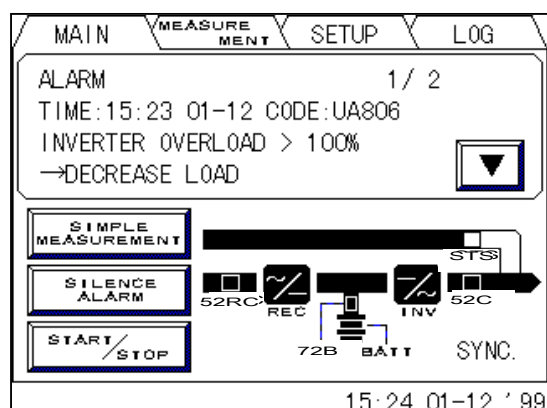 MAIN
MEASURE
MENT
SETUP
LOG
ALARM 1/ 2
TIME:15:23 01-12 CODE:UA806
INVERTER OVERLOAD > 100%
→DECREASE LOAD
▼
SIMPLE
MEASUREMENT
STS
SILENCE
ALARM
52RC
REC
INV
52C
START/
STOP
72B
BATT
SYNC.
15:24 01-12 '99